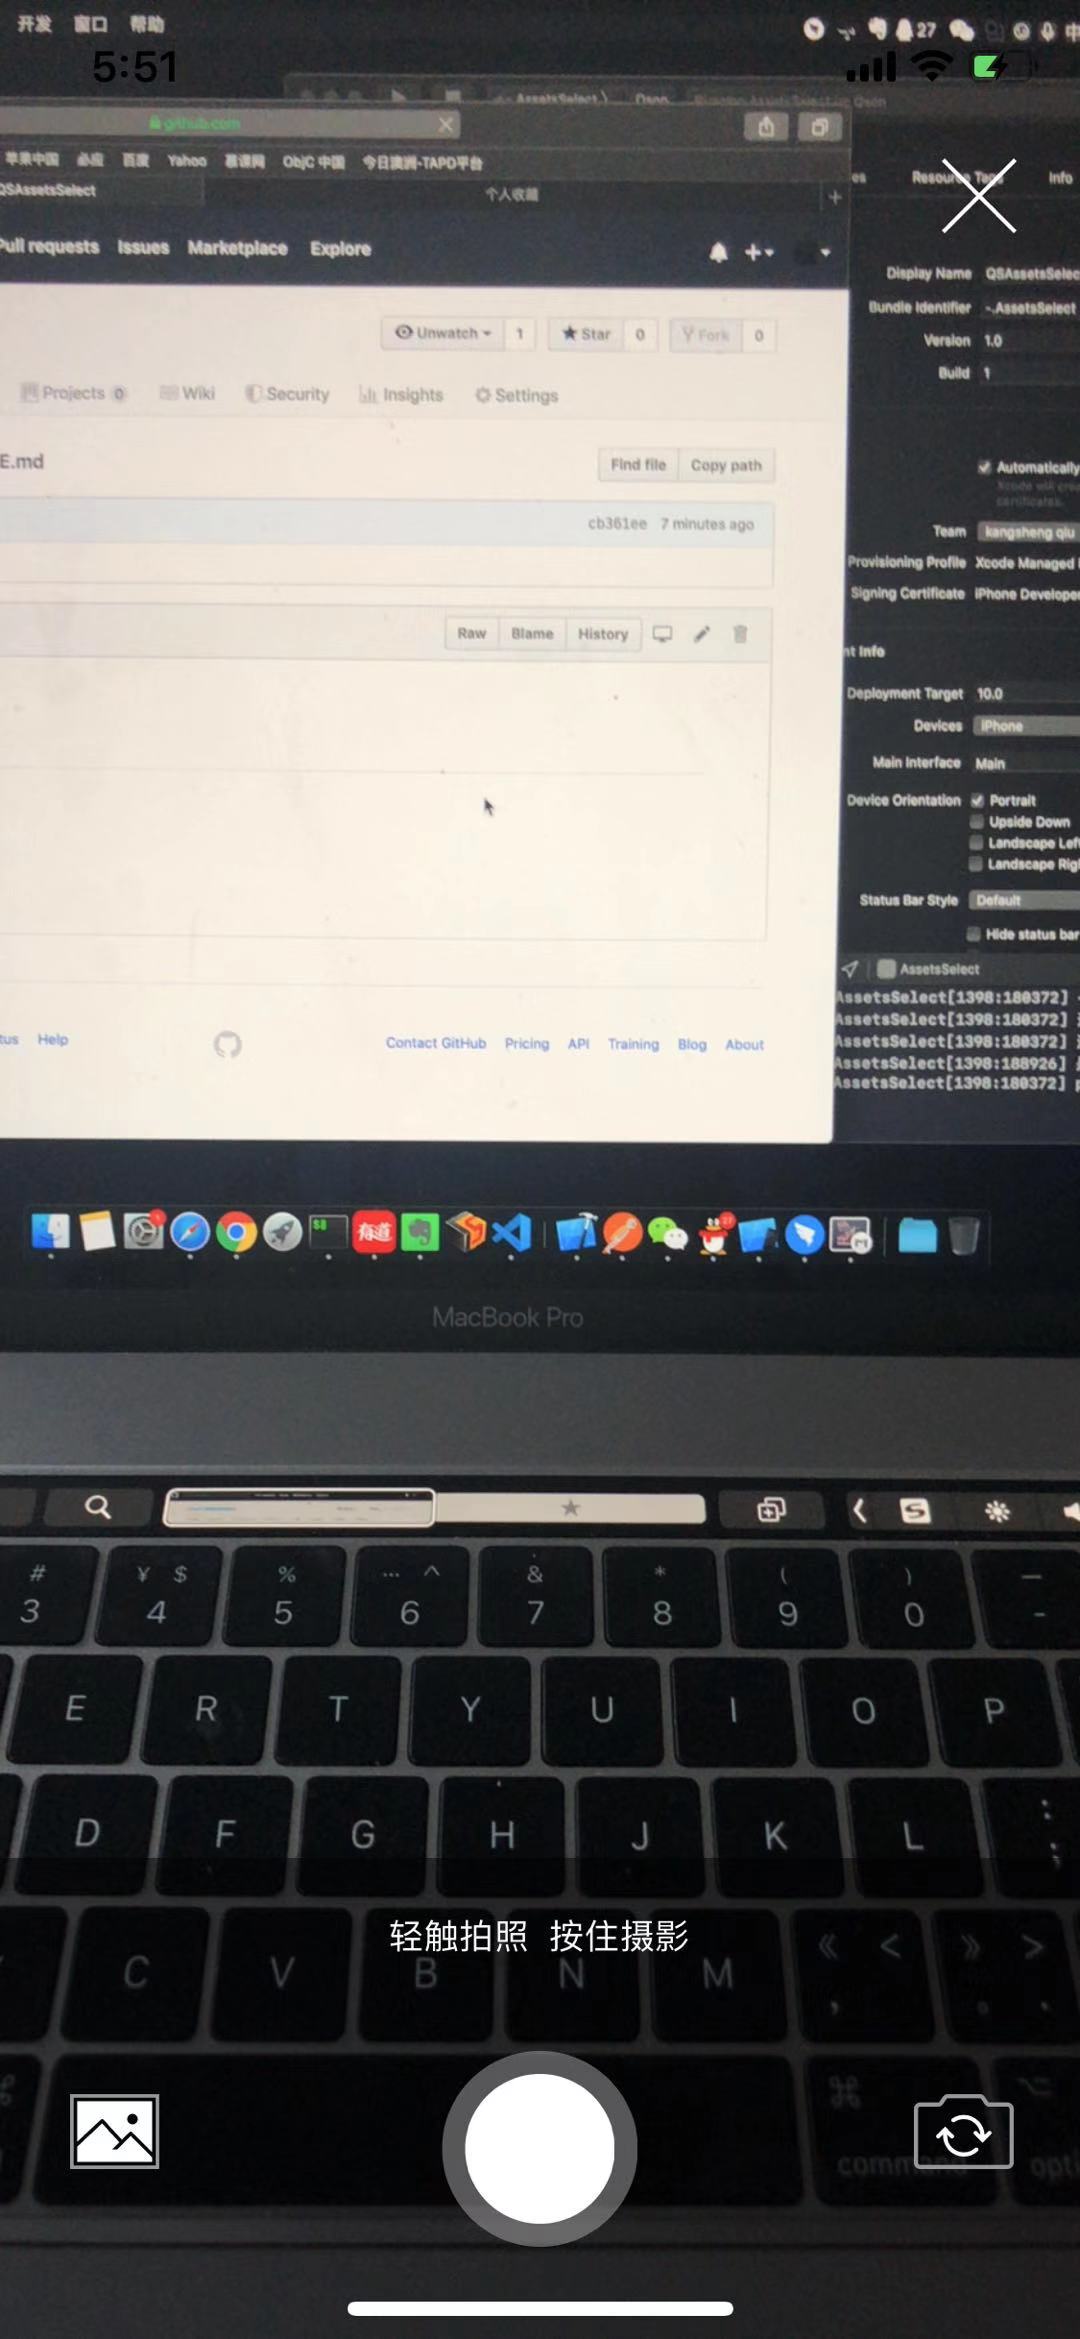 开发 窗口 帮助
27
5:51
AssetsSelect
github.com
苹果中国 必应 百度 Yahoo 慕课网 ObjC 中国 今日澳洲-TAPD平台
QSAssetsSelect
个人收藏
Pull requests Issues Marketplace Explore
Unwatch 1 Star 0 Fork 0
Projects 0 Wiki Security Insights Settings
E.md
Find file Copy path
cb361ee 7 minutes ago
Raw Blame History
tus Help Contact GitHub Pricing API Training Blog About
es Resource Tags Info
Display Name QSAssetsSelec
Bundle Identifier -.AssetsSelect
Version 1.0
Build 1
Automatically
Team kangsheng qiu
Provisioning Profile Xcode Managed
Signing Certificate iPhone Developer
nt Info
Deployment Target 10.0
Devices iPhone
Main Interface Main
Device Orientation Portrait
Upside Down
Landscape Left
Landscape Righ
Status Bar Style Default
Hide status bar
AssetsSelect
AssetsSelect[1398:180372]
AssetsSelect[1398:180372]
AssetsSelect[1398:180372]
AssetsSelect[1398:188926]
AssetsSelect[1398:180372]
有道
MacBook Pro
# ¥ $ % … ^ & * ( ) —
3 4 5 6 7 8 9 0 -
E R T Y U I O P
D F G H J K L : ;
轻触拍照 按住摄影
C V B N M 《 < 》 >
, 。 .
⌘ ⌥
command opti